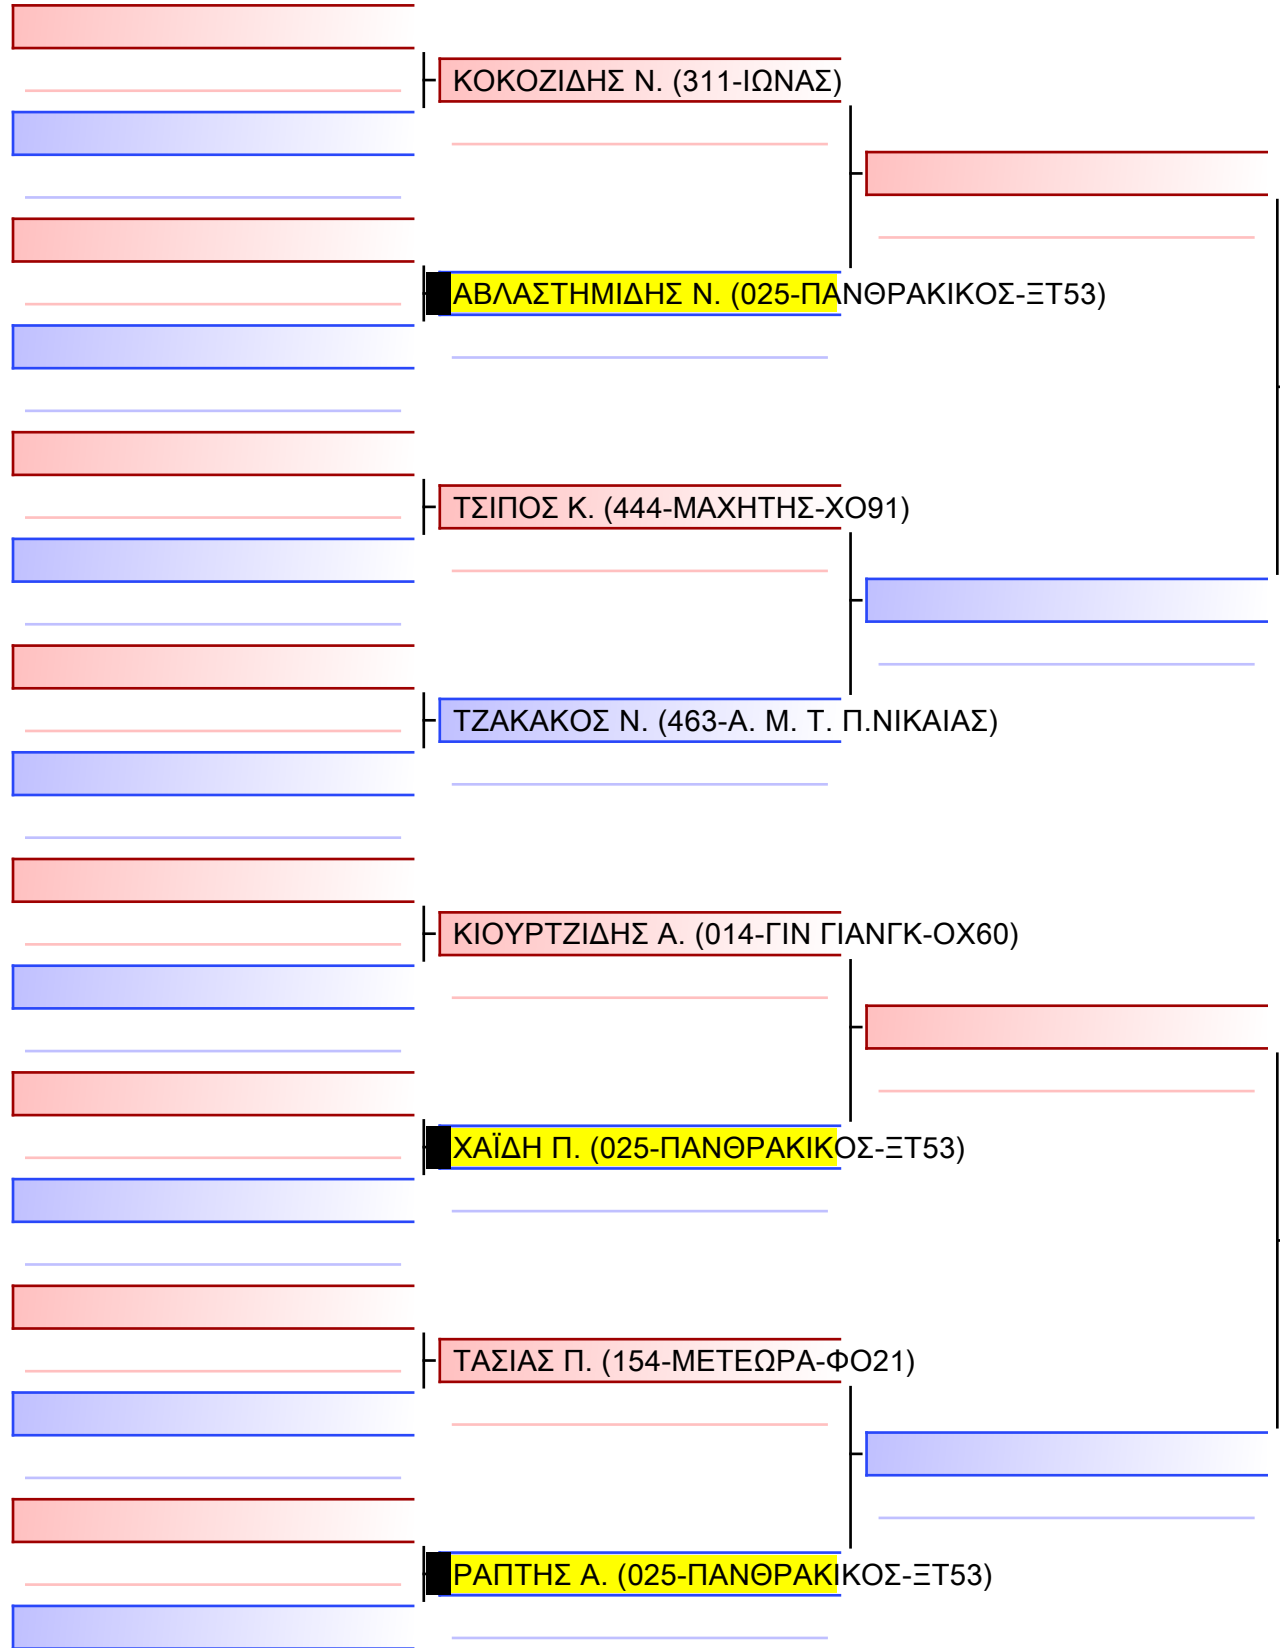 ΚΟΚΟΖΙΔΗΣ Ν. (311-ΙΩΝΑΣ)
ΑΒΛΑΣΤΗΜΙΔΗΣ Ν. (025-ΠΑΝΘΡΑΚΙΚΟΣ-ΞΤ53)
ΤΣΙΠΟΣ Κ. (444-ΜΑΧΗΤΗΣ-ΧΟ91)
ΤΖΑΚΑΚΟΣ Ν. (463-Α. Μ. Τ. Π.ΝΙΚΑΙΑΣ)
ΚΙΟΥΡΤΖΙΔΗΣ Α. (014-ΓΙΝ ΓΙΑΝΓΚ-ΟΧ60)
ΧΑΪΔΗ Π. (025-ΠΑΝΘΡΑΚΙΚΟΣ-ΞΤ53)
ΤΑΣΙΑΣ Π. (154-ΜΕΤΕΩΡΑ-ΦΟ21)
ΡΑΠΤΗΣ Α. (025-ΠΑΝΘΡΑΚΙΚΟΣ-ΞΤ53)